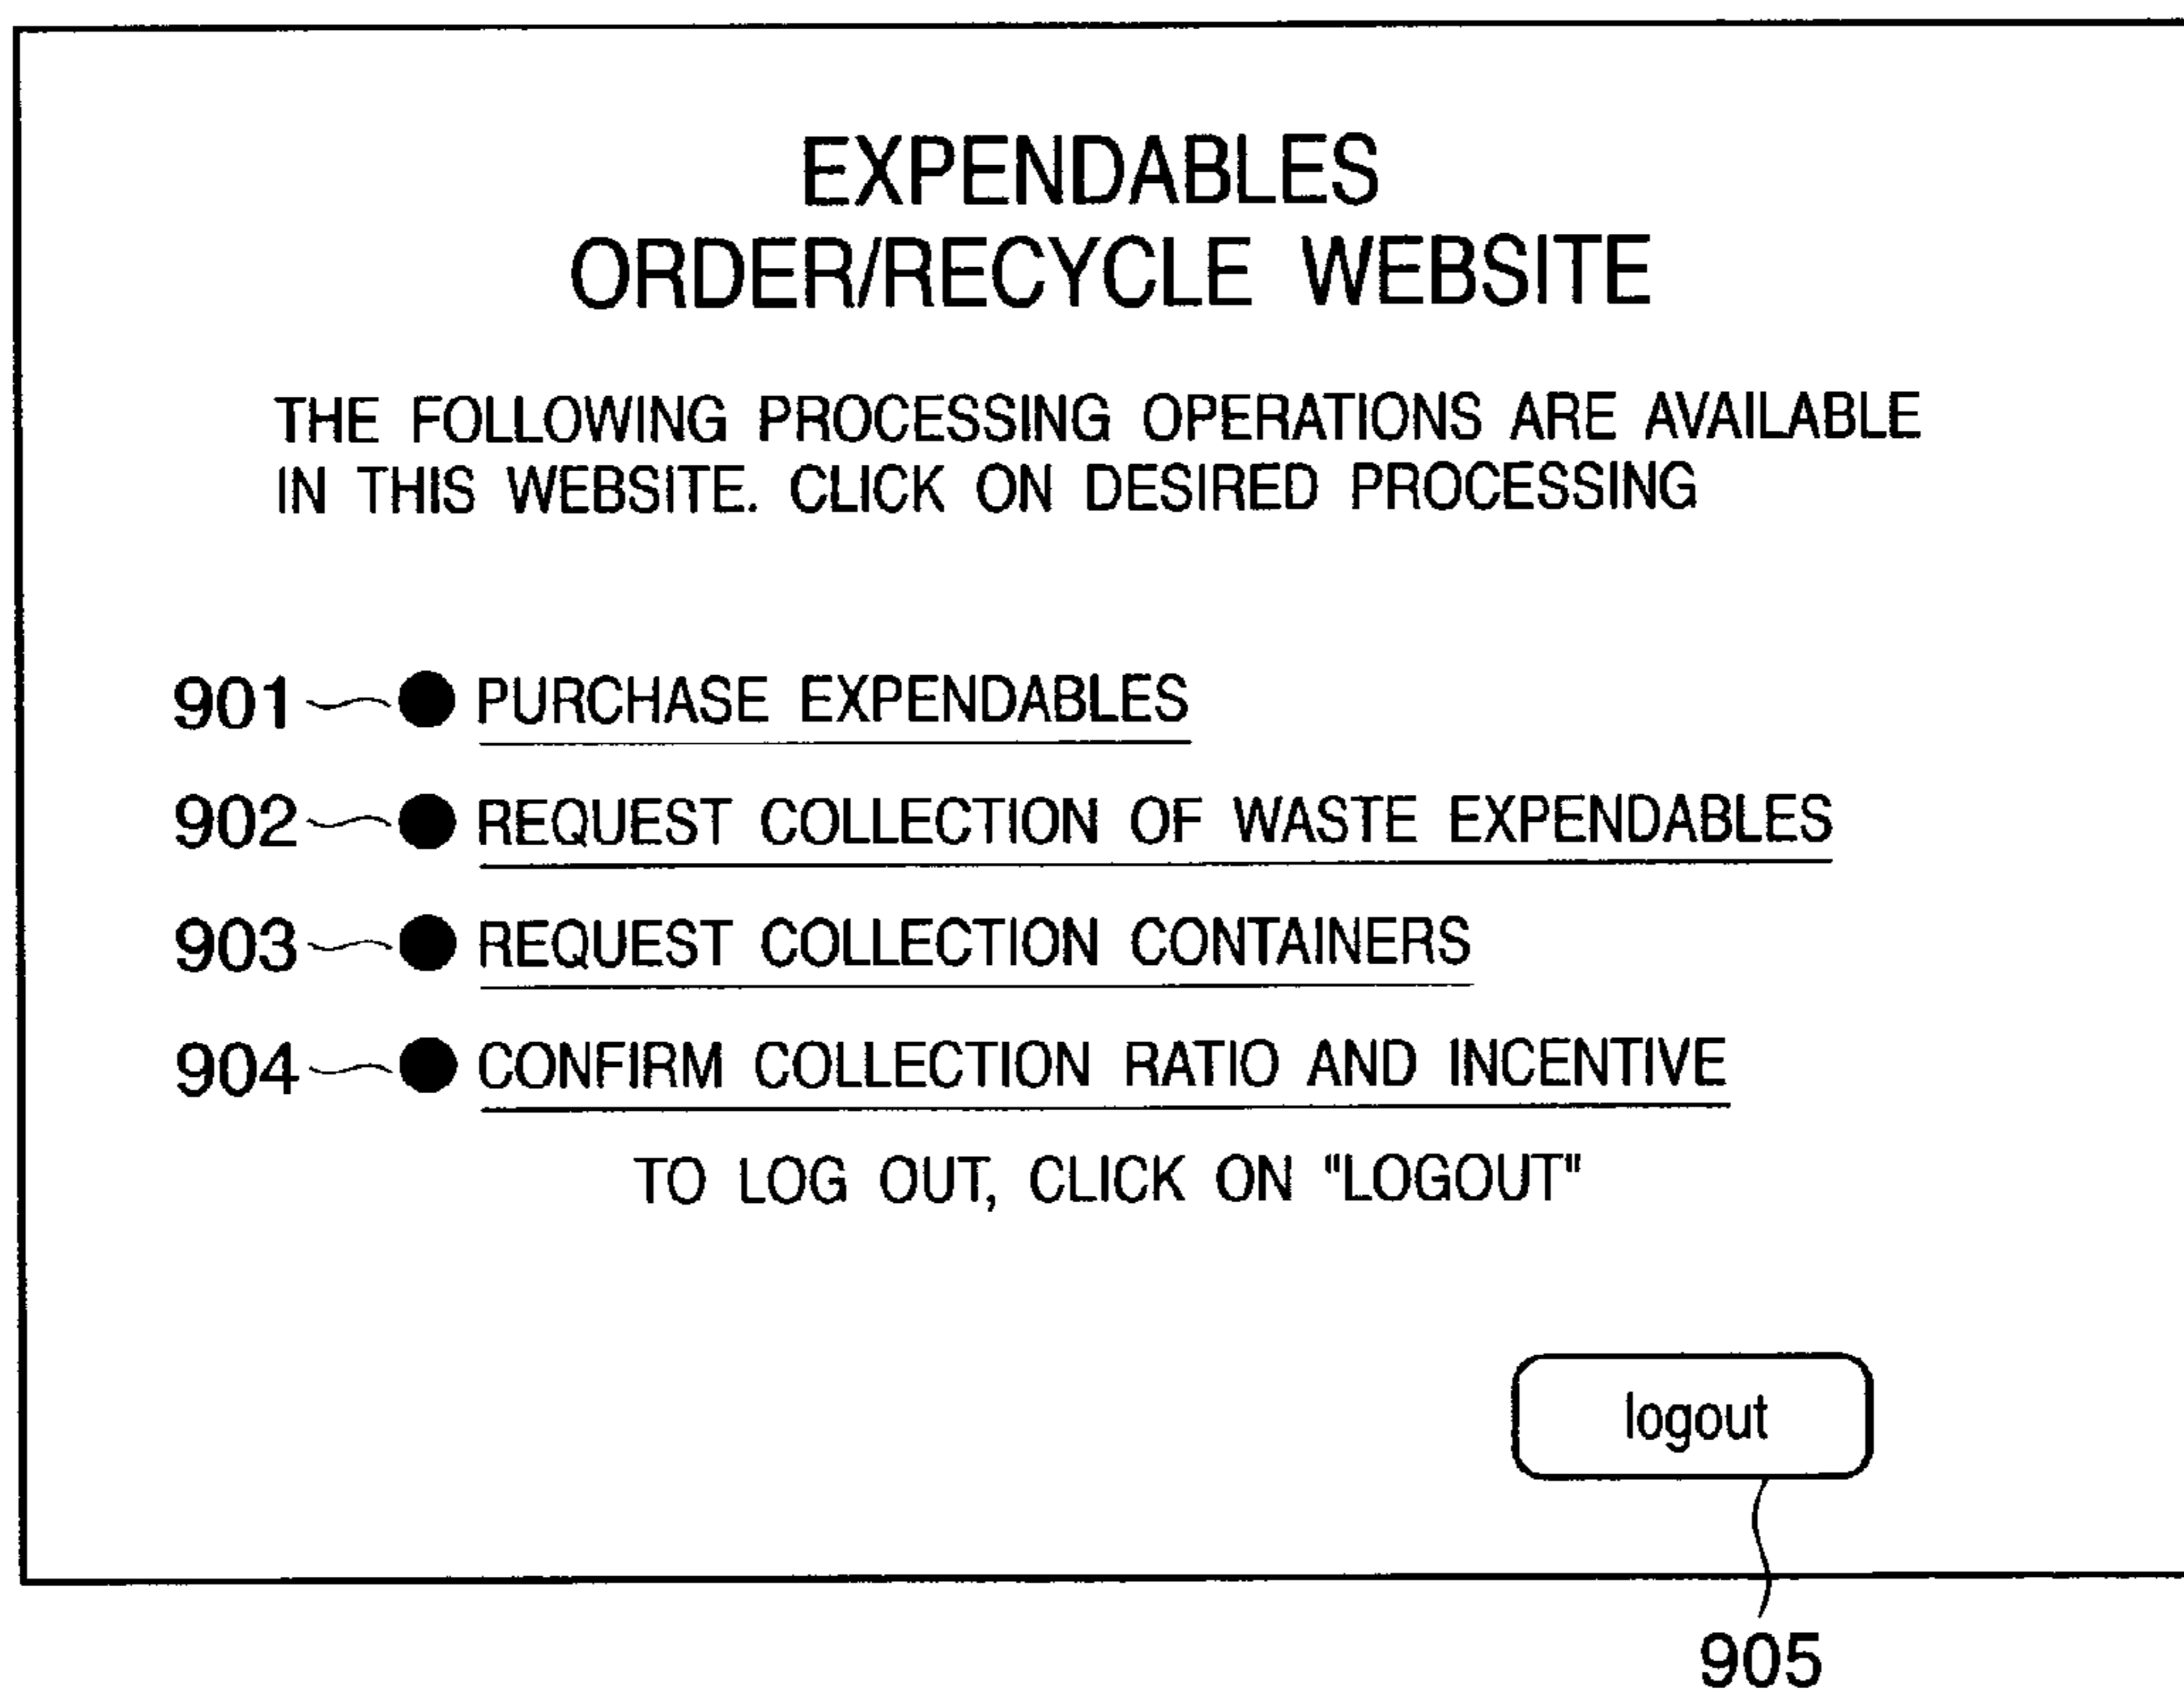 EXPENDABLES
ORDER/RECYCLE WEBSITE
THE FOLLOWING PROCESSING OPERATIONS ARE AVAILABLE
IN THIS WEBSITE. CLICK ON DESIRED PROCESSING
901 PURCHASE EXPENDABLES
902 REQUEST COLLECTION OF WASTE EXPENDABLES
903 REQUEST COLLECTION CONTAINERS
904 CONFIRM COLLECTION RATIO AND INCENTIVE
TO LOG OUT, CLICK ON "LOGOUT"
logout
905